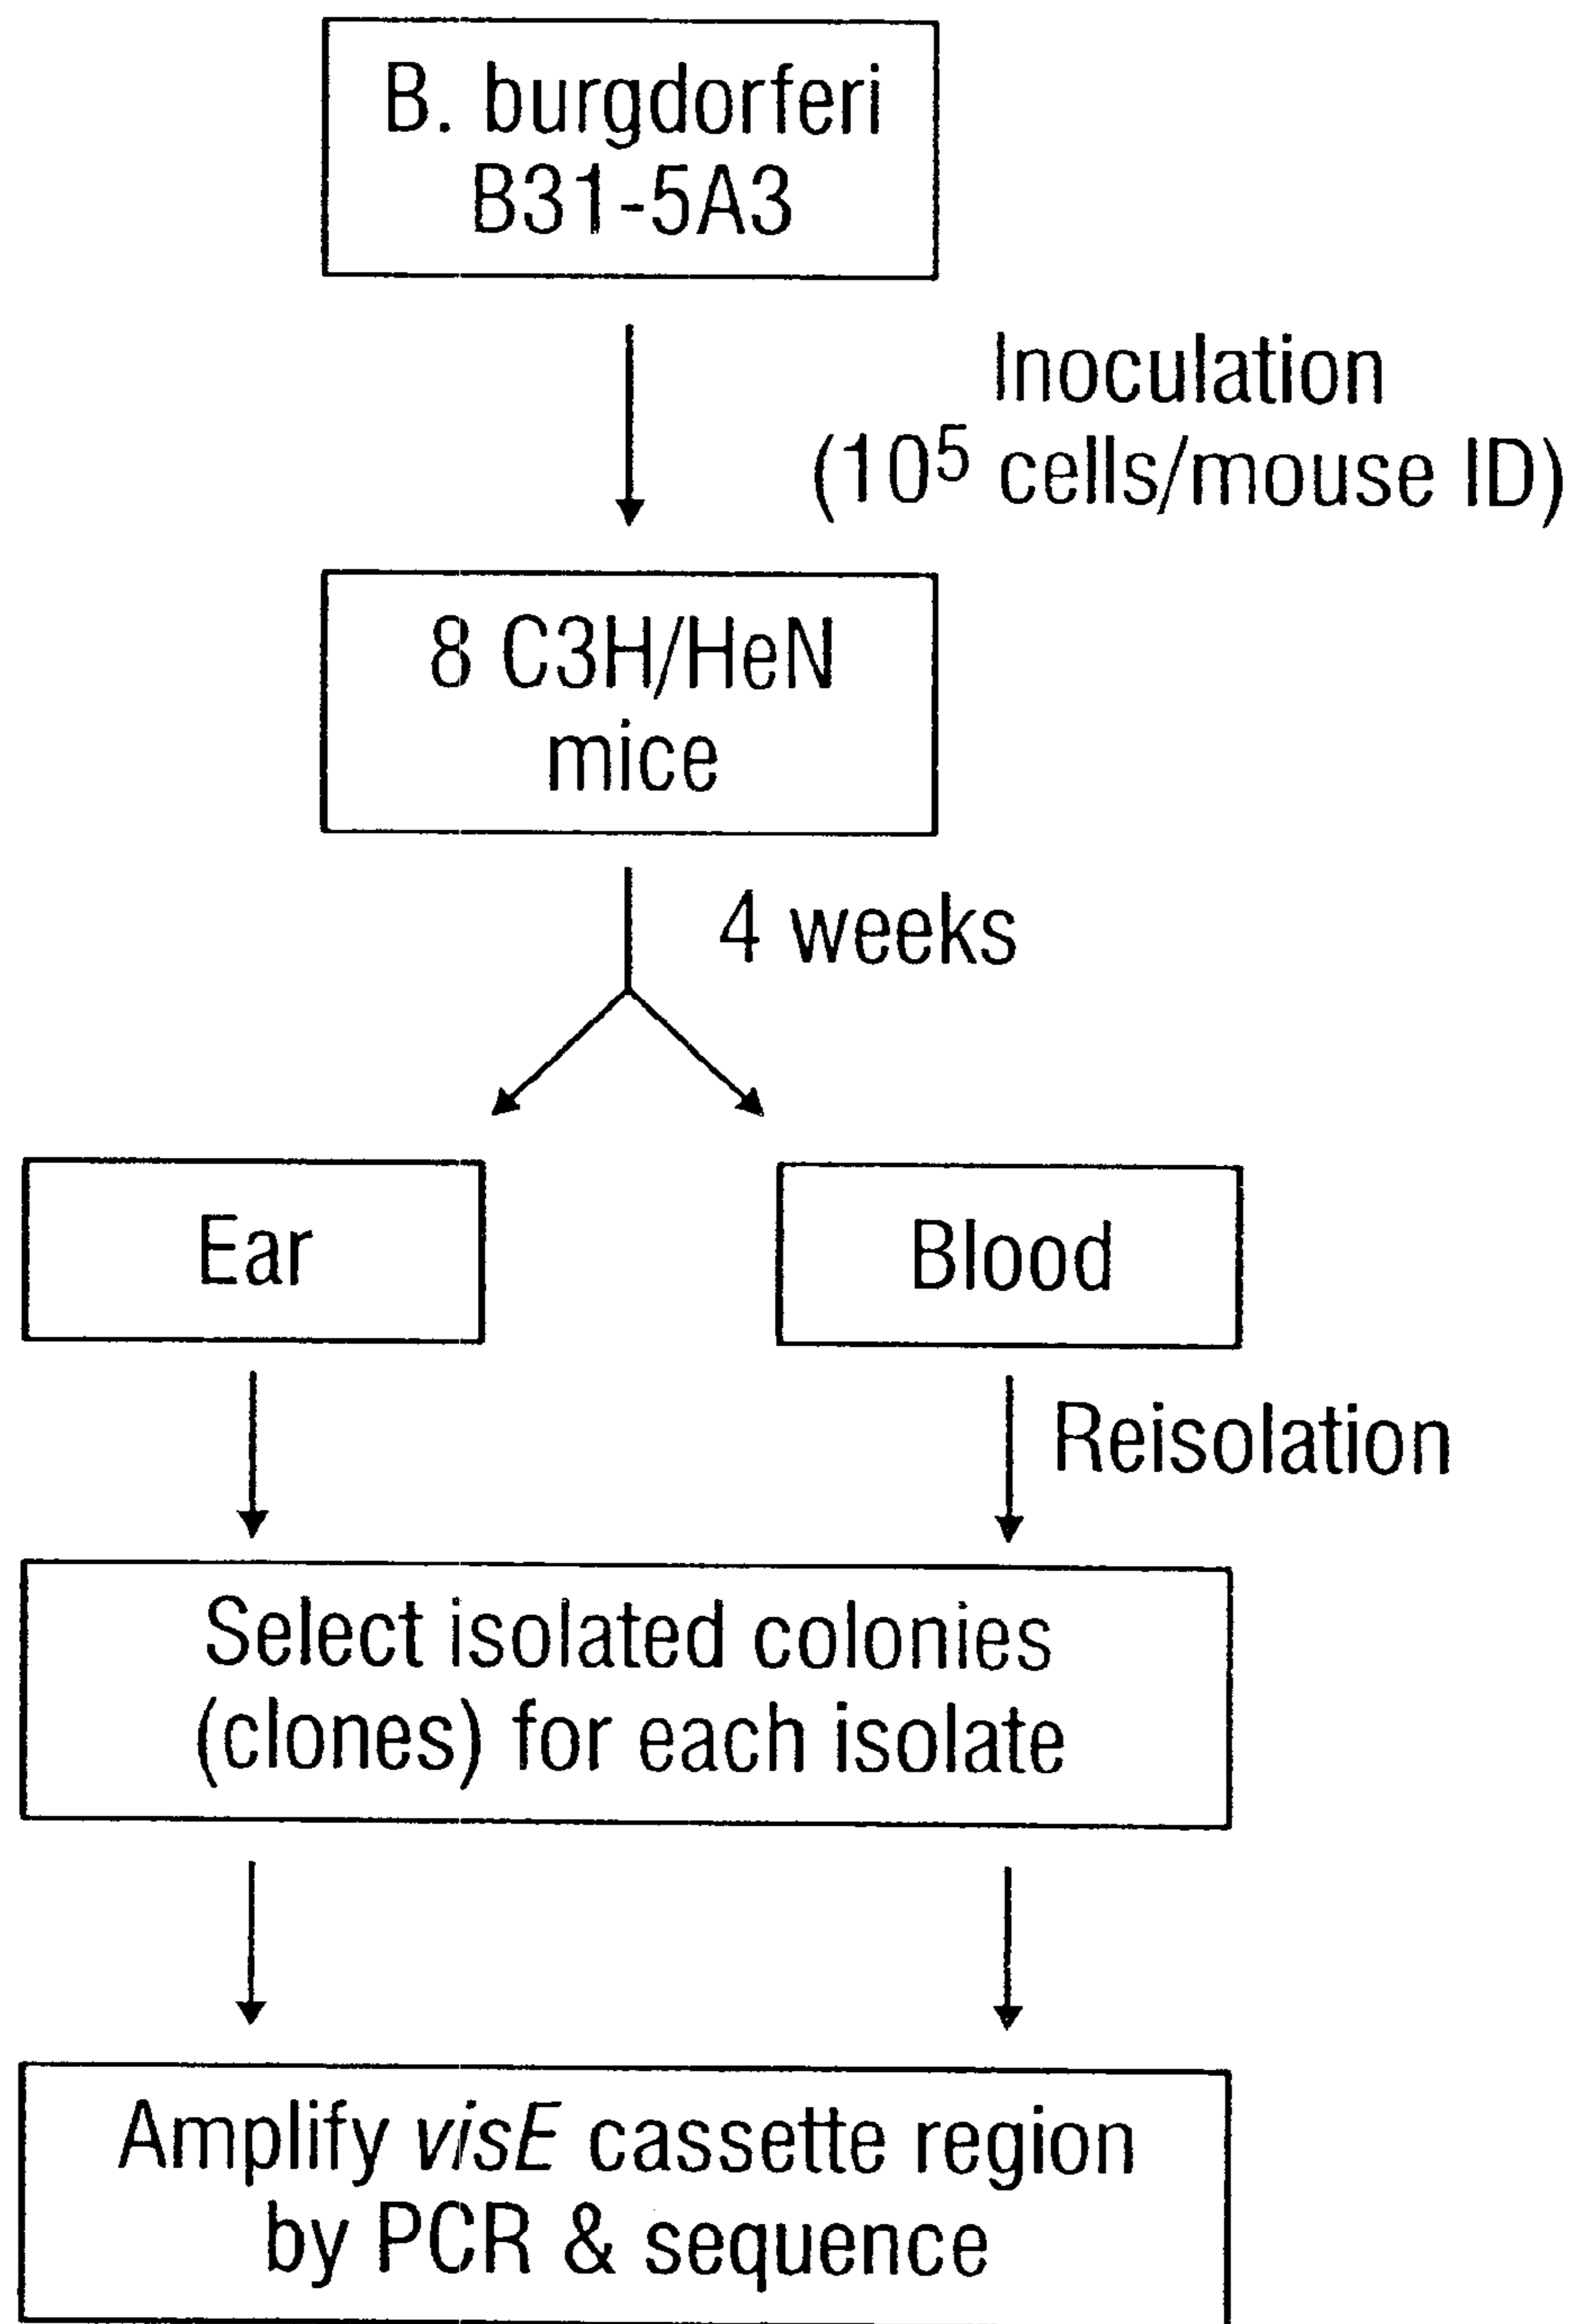 B. burgdorferi
B31-5A3
Inoculation
(10⁵ cells/mouse ID)
8 C3H/HeN
mice
4 weeks
Ear
Blood
Reisolation
Select isolated colonies
(clones) for each isolate
Amplify visE cassette region
by PCR & sequence